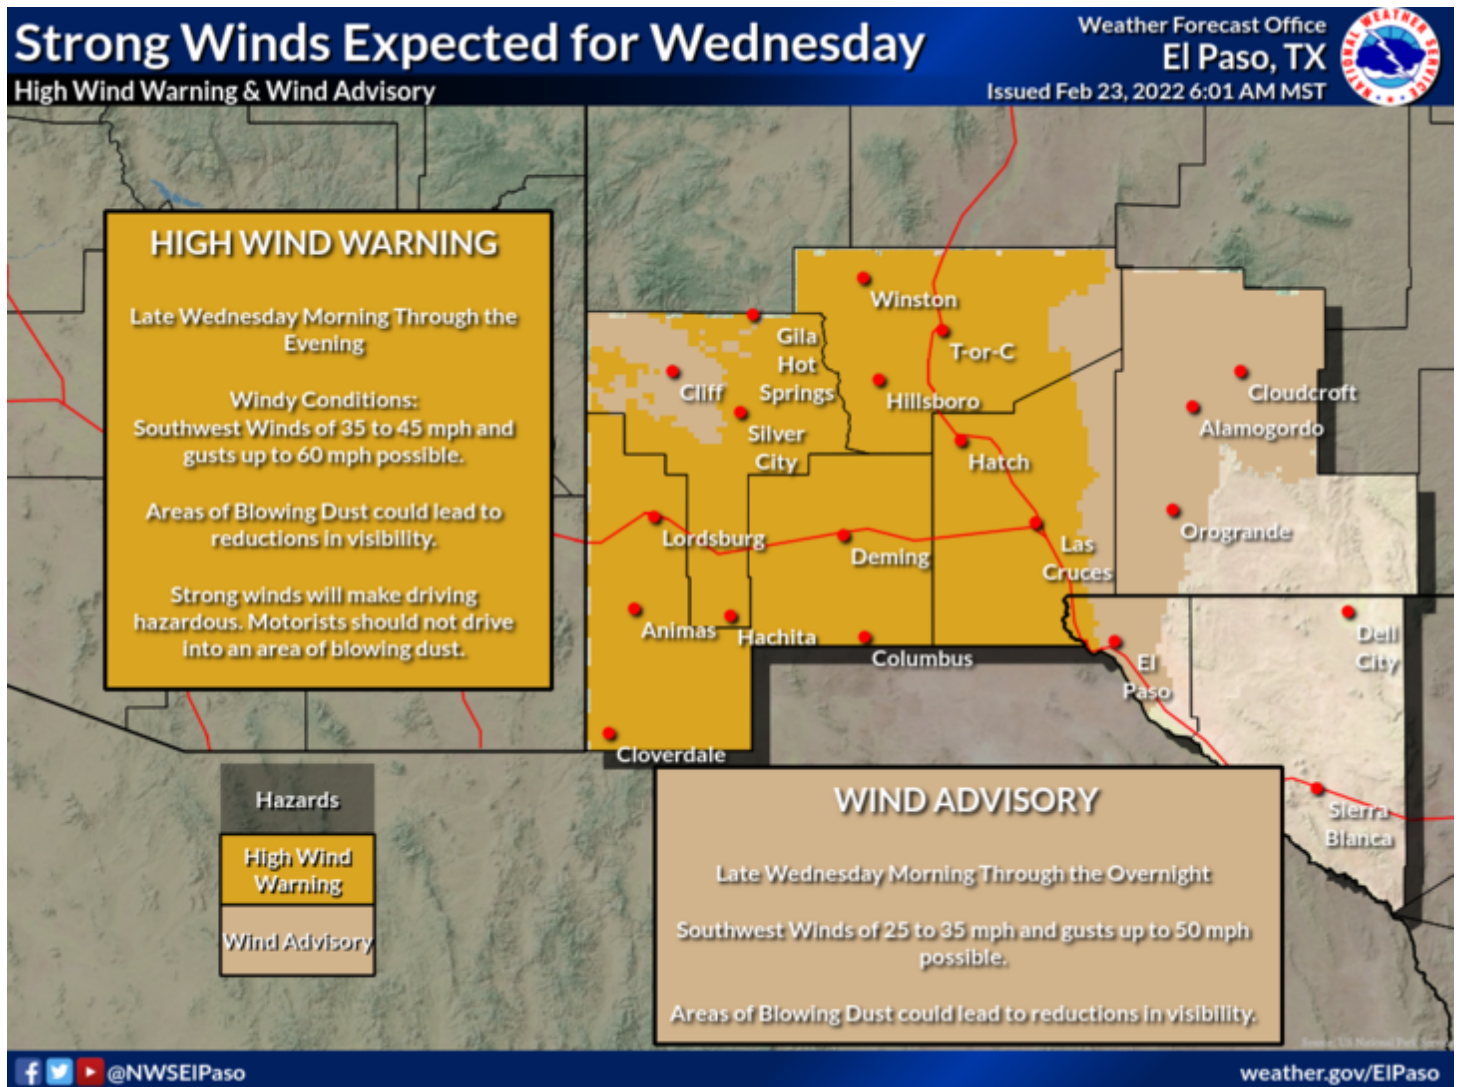 Strong Winds Expected for Wednesday
High Wind Warning & Wind Advisory
Weather Forecast Office
El Paso, TX
Issued Feb 23, 2022 6:01 AM MST
NATIONAL WEATHER SERVICE
HIGH WIND WARNING
Late Wednesday Morning Through the
Evening
Windy Conditions:
Southwest Winds of 35 to 45 mph and
gusts up to 60 mph possible.
Areas of Blowing Dust could lead to
reductions in visibility.
Strong winds will make driving
hazardous. Motorists should not drive
into an area of blowing dust.
Winston
Gila
Hot
Springs
T-or-C
Cliff
Hillsboro
Cloudcroft
Silver
City
Alamogordo
Hatch
Lordsburg
Deming
Las
Cruces
Orogrande
Animas
Hachita
Columbus
El
Paso
Dell
City
Cloverdale
Sierra
Blanca
Hazards
High Wind
Warning
Wind Advisory
WIND ADVISORY
Late Wednesday Morning Through the Overnight
Southwest Winds of 25 to 35 mph and gusts up to 50 mph
possible.
Areas of Blowing Dust could lead to reductions in visibility.
@NWSElPaso
weather.gov/ElPaso